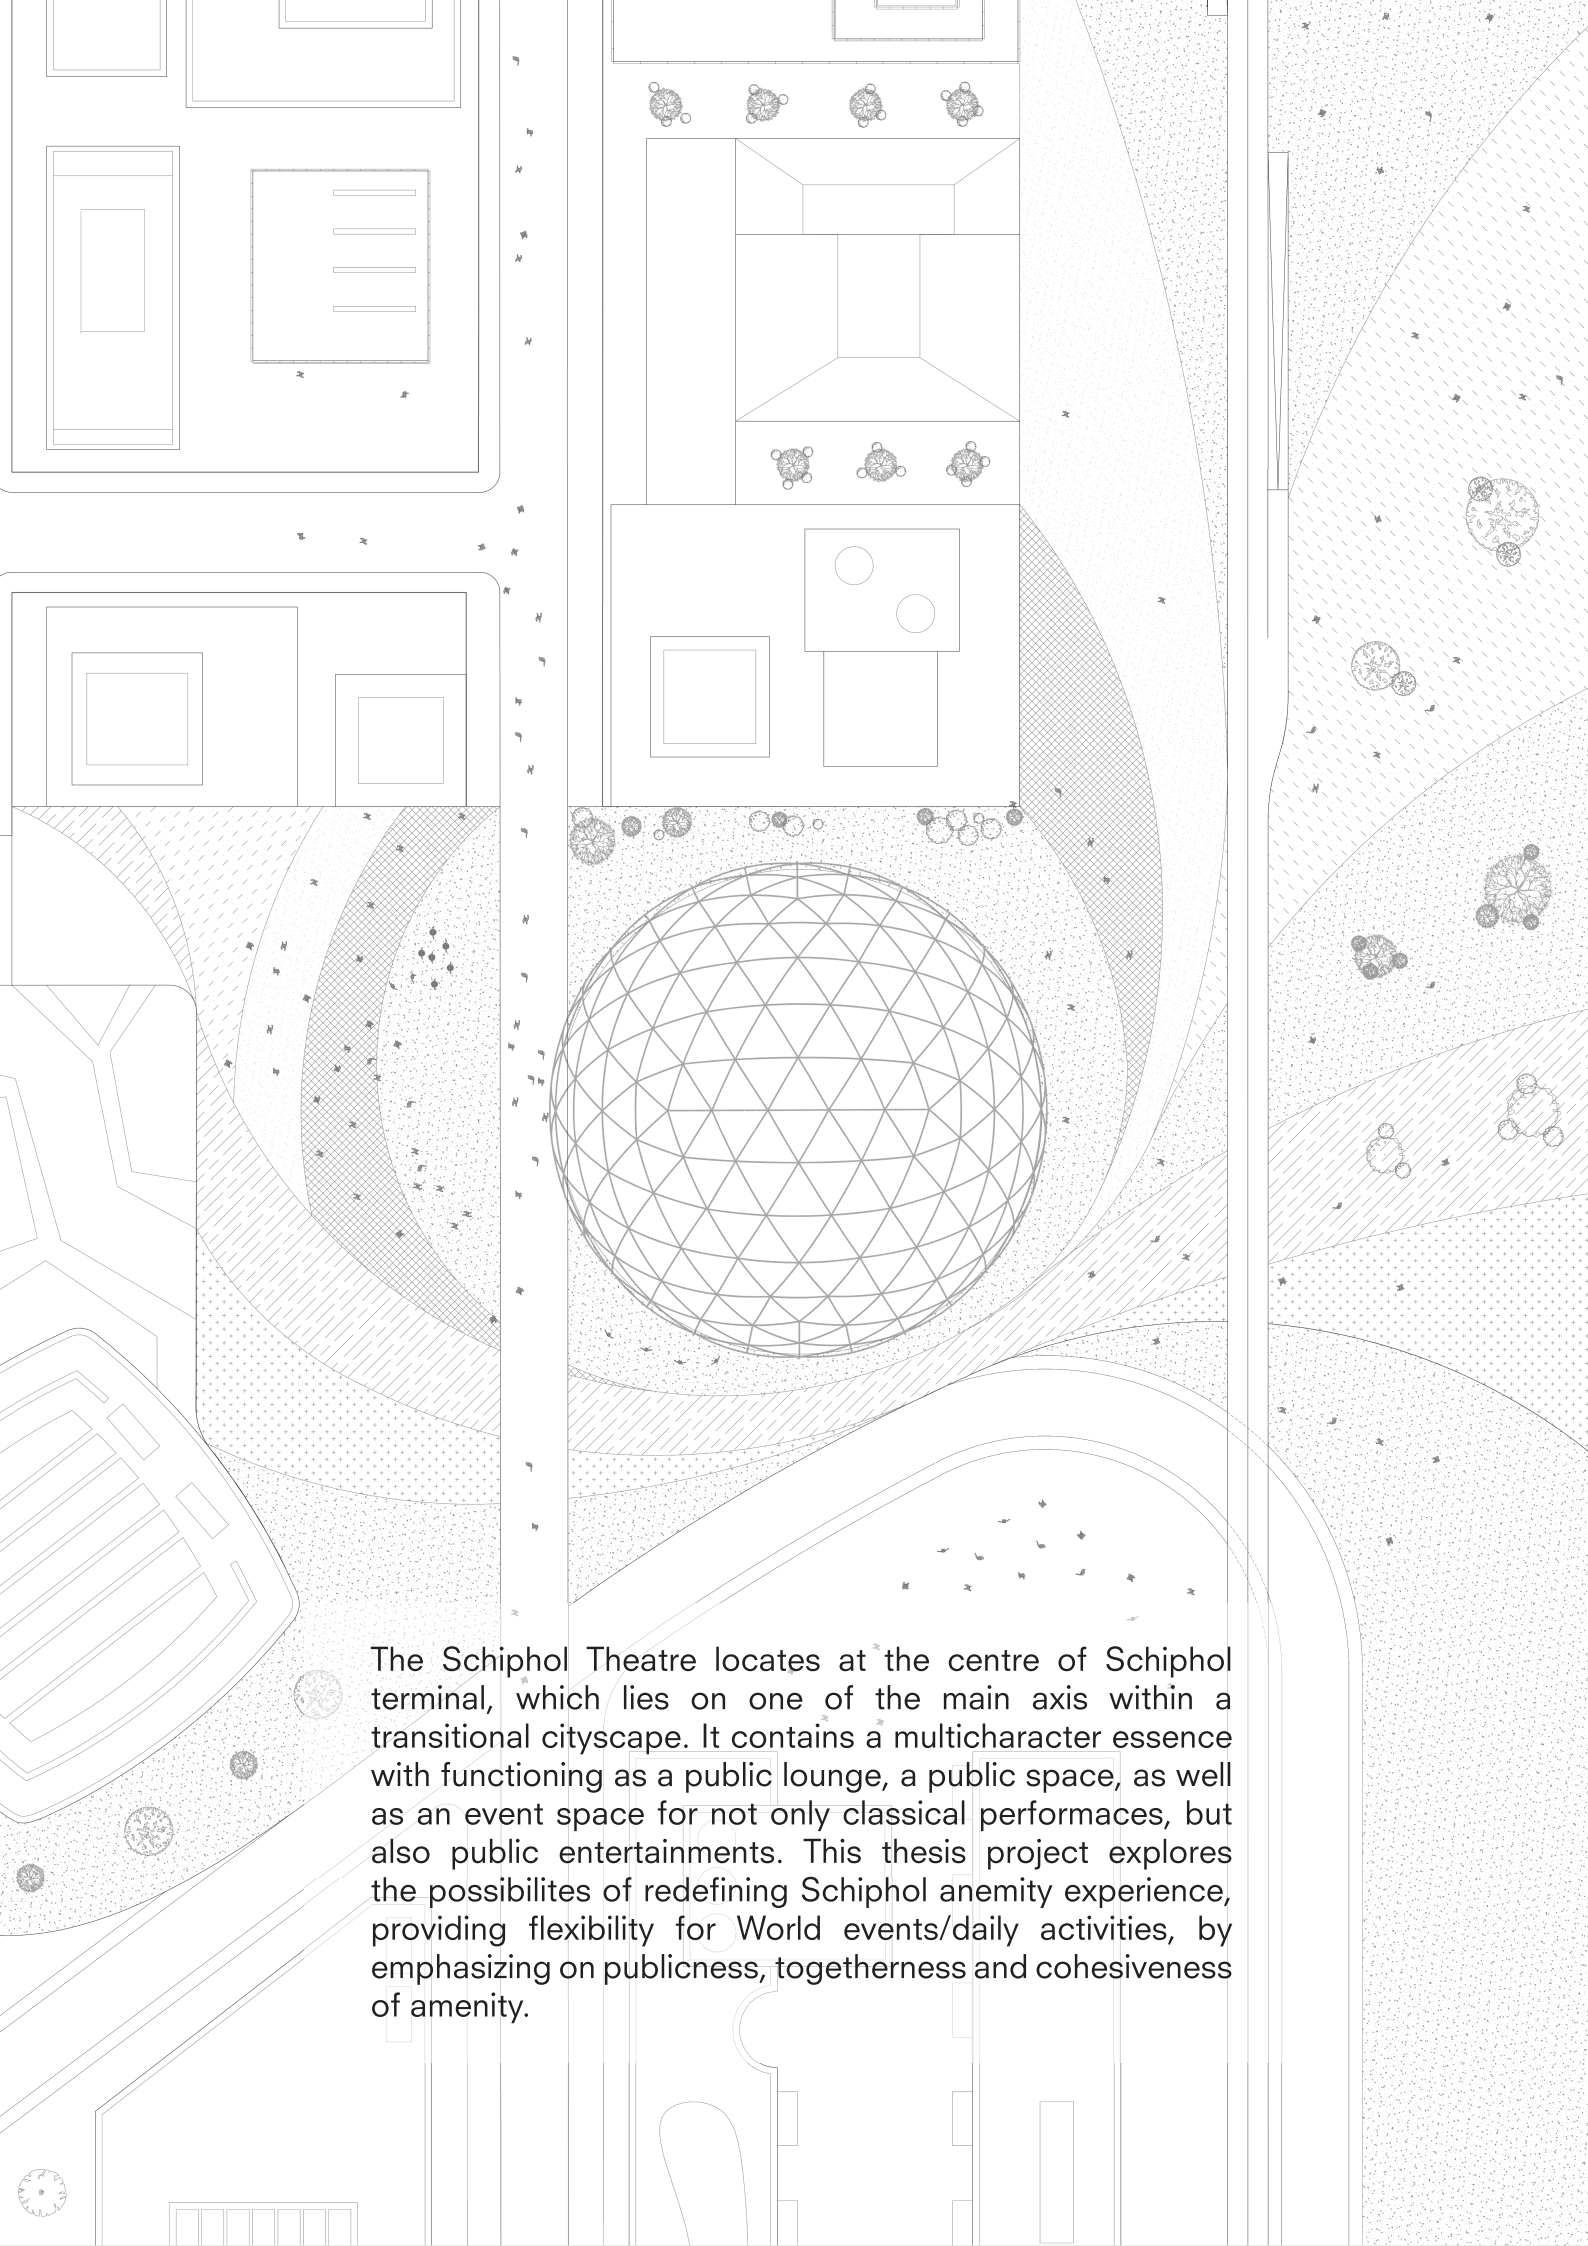 The Schiphol Theatre locates at the centre of Schiphol
terminal, which lies on one of the main axis within a
transitional cityscape. It contains a multicharacter essence
with functioning as a public lounge, a public space, as well
as an event space for not only classical performaces, but
also public entertainments. This thesis project explores
the possibilites of redefining Schiphol anemity experience,
providing flexibility for World events/daily activities, by
emphasizing on publicness, togetherness and cohesiveness
of amenity.